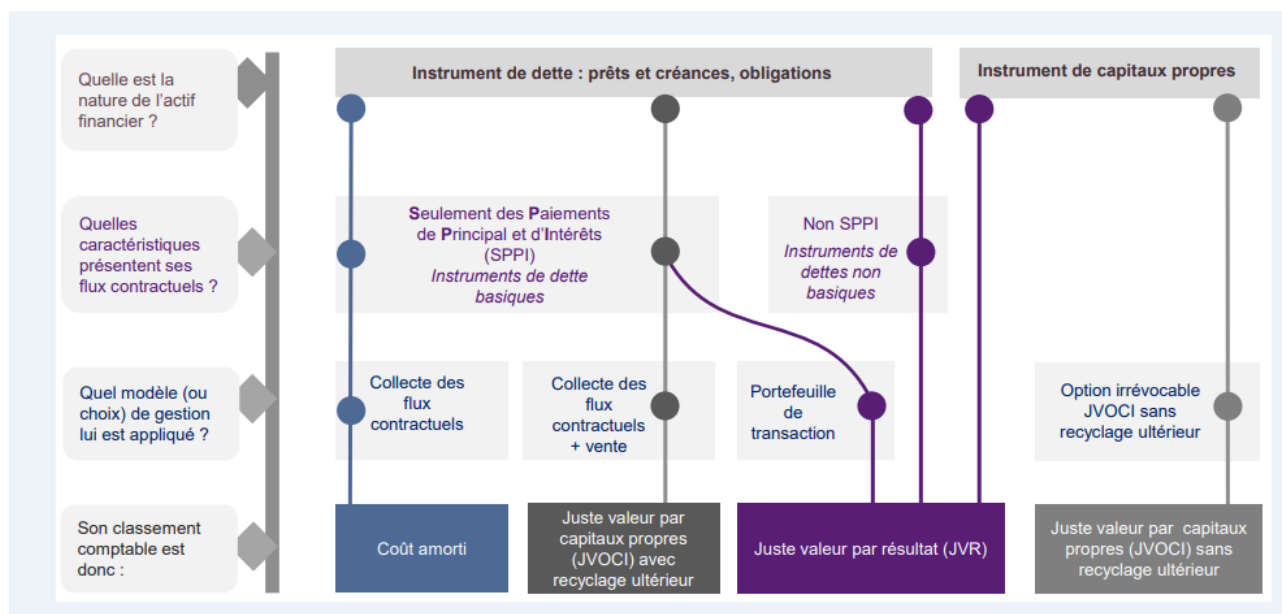 Quelle est la
nature de l'actif
financier ?
Instrument de dette : prêts et créances, obligations
Instrument de capitaux propres
Quelles
caractéristiques
présentent ses
flux contractuels ?
Seulement des Paiements
de Principal et d'Intérêts
(SPPI)
Instruments de dette
basiques
Non SPPI
Instruments de
dettes non
basiques
Quel modèle (ou
choix) de gestion
lui est appliqué ?
Collecte des
flux
contractuels
Collecte des
flux
contractuels
+ vente
Portefeuille
de
transaction
Option irrévocable
JVOCI sans
recyclage ultérieur
Son classement
comptable est
donc :
Coût amorti
Juste valeur par
capitaux propres
(JVOCI) avec
recyclage ultérieur
Juste valeur par résultat (JVR)
Juste valeur par capitaux
propres (JVOCI) sans
recyclage ultérieur